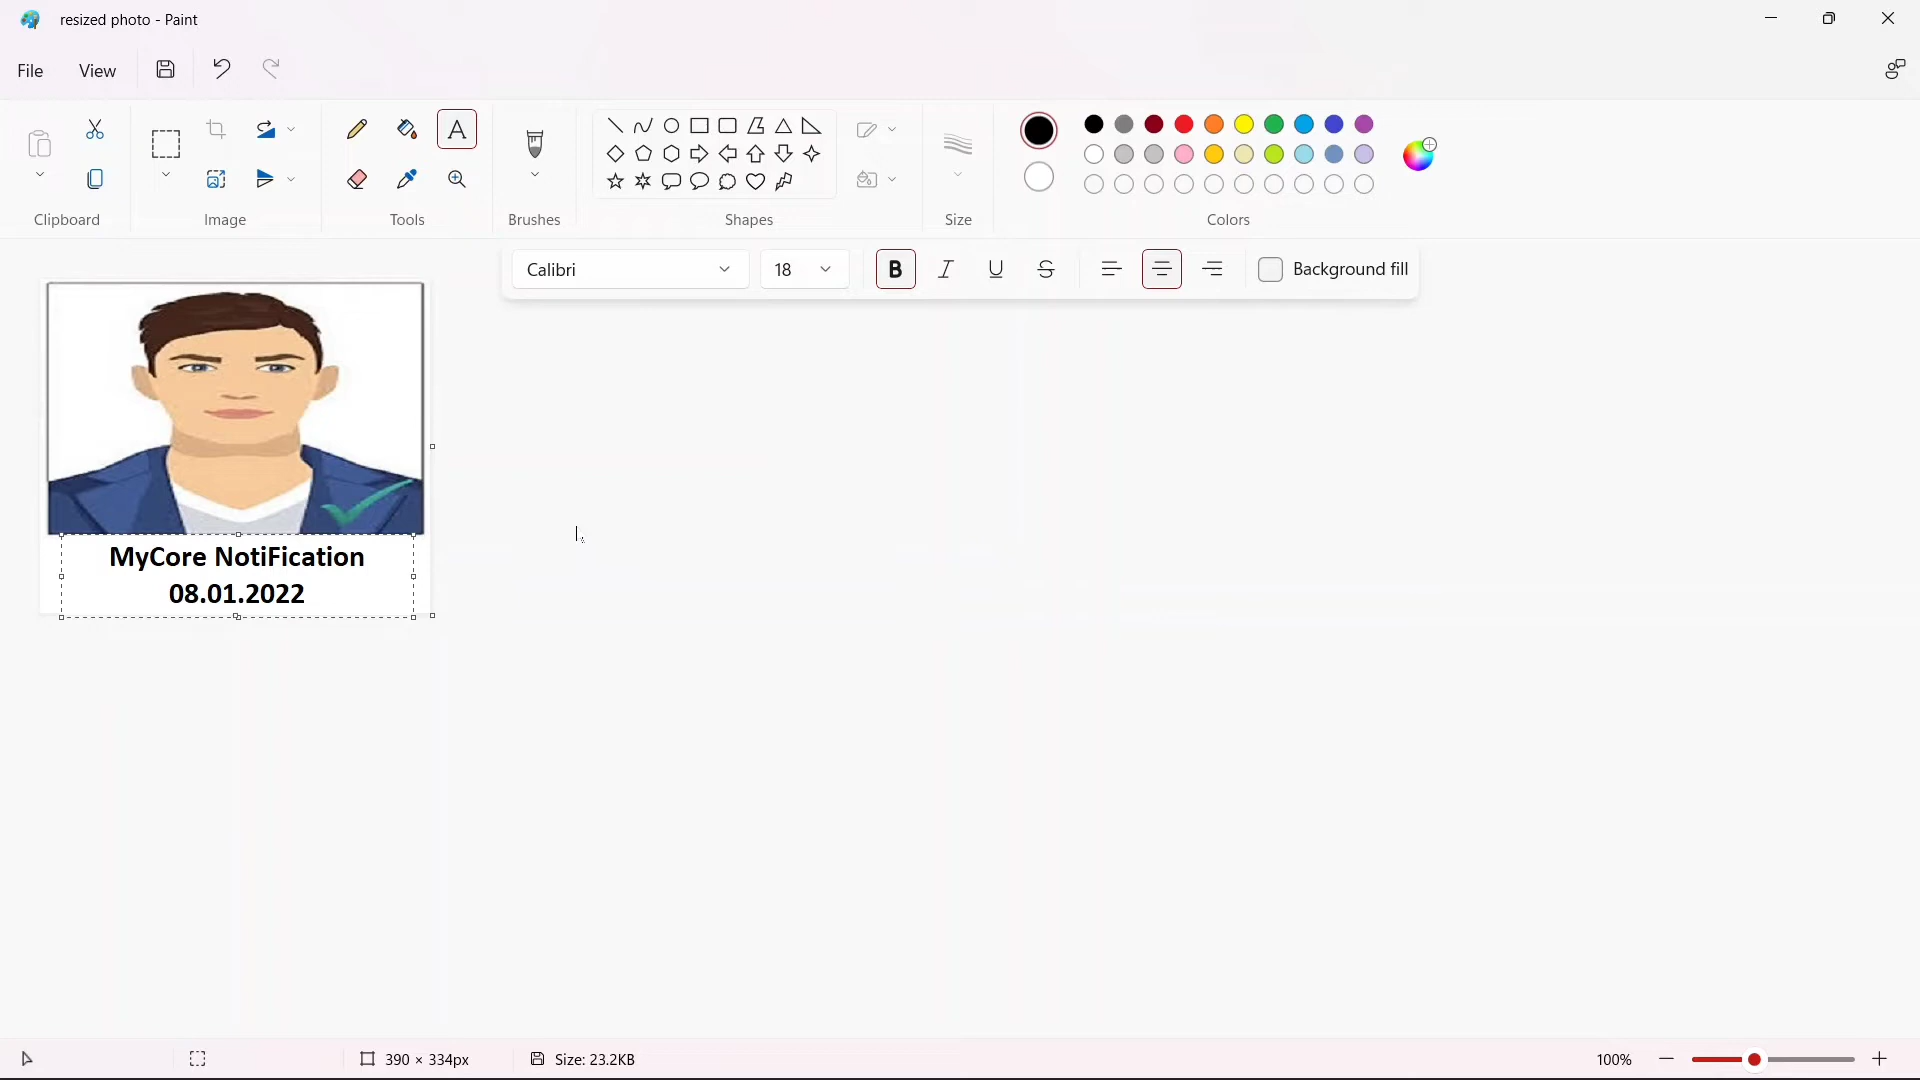 resized photo - Paint
File View
Clipboard Image Tools Brushes Shapes Size Colors
Calibri 18 B I U S Background fill
MyCore NotiFication
08.01.2022
390 × 334px Size: 23.2KB 100%